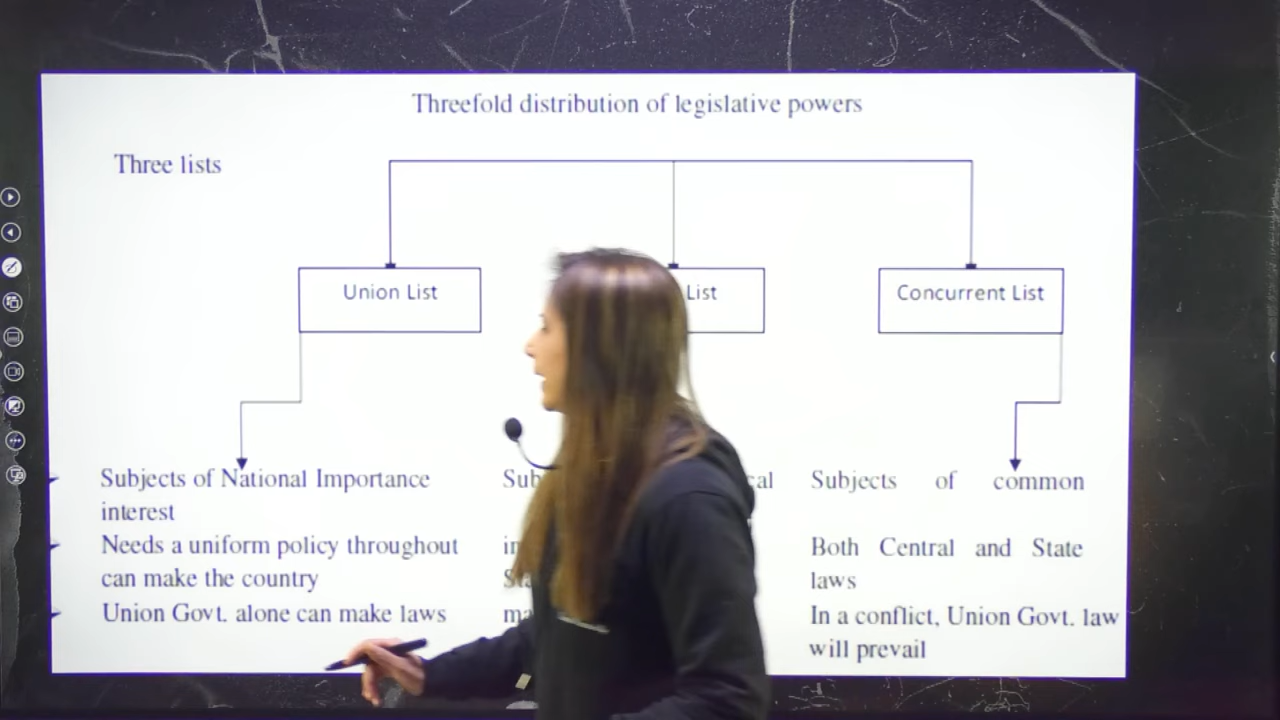 Threefold distribution of legislative powers
Three lists
Union List
List
Concurrent List
Subjects of National Importance
interest
Needs a uniform policy throughout
can make the country
Union Govt. alone can make laws
Subjects of common
Both Central and State
laws
In a conflict, Union Govt. law
will prevail